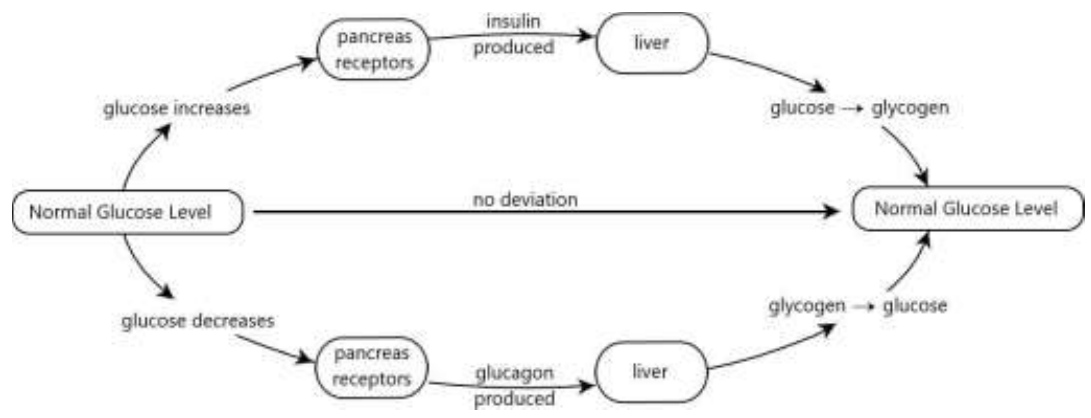 insulin
produced
pancreas
receptors
liver
glucose increases
glucose → glycogen
Normal Glucose Level
no deviation
Normal Glucose Level
glucose decreases
glycogen → glucose
pancreas
receptors
glucagon
produced
liver